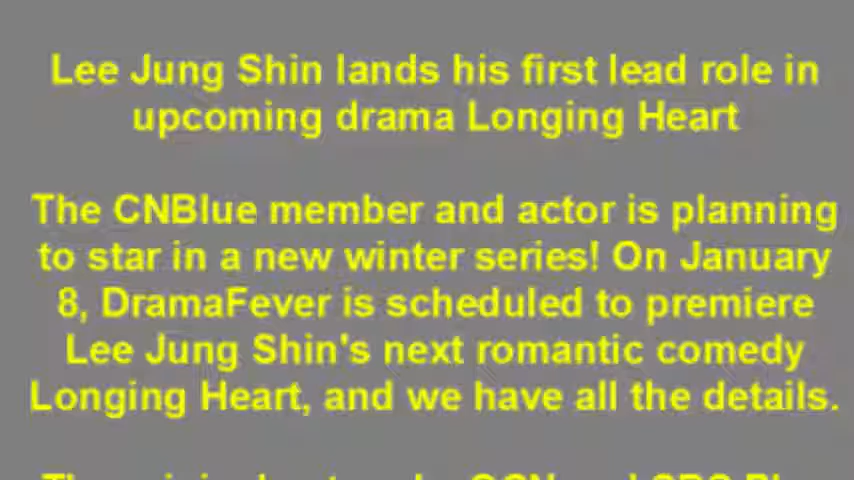 Lee Jung Shin lands his first lead role in
upcoming drama Longing Heart
The CNBlue member and actor is planning
to star in a new winter series! On January
8, DramaFever is scheduled to premiere
Lee Jung Shin's next romantic comedy
Longing Heart, and we have all the details.